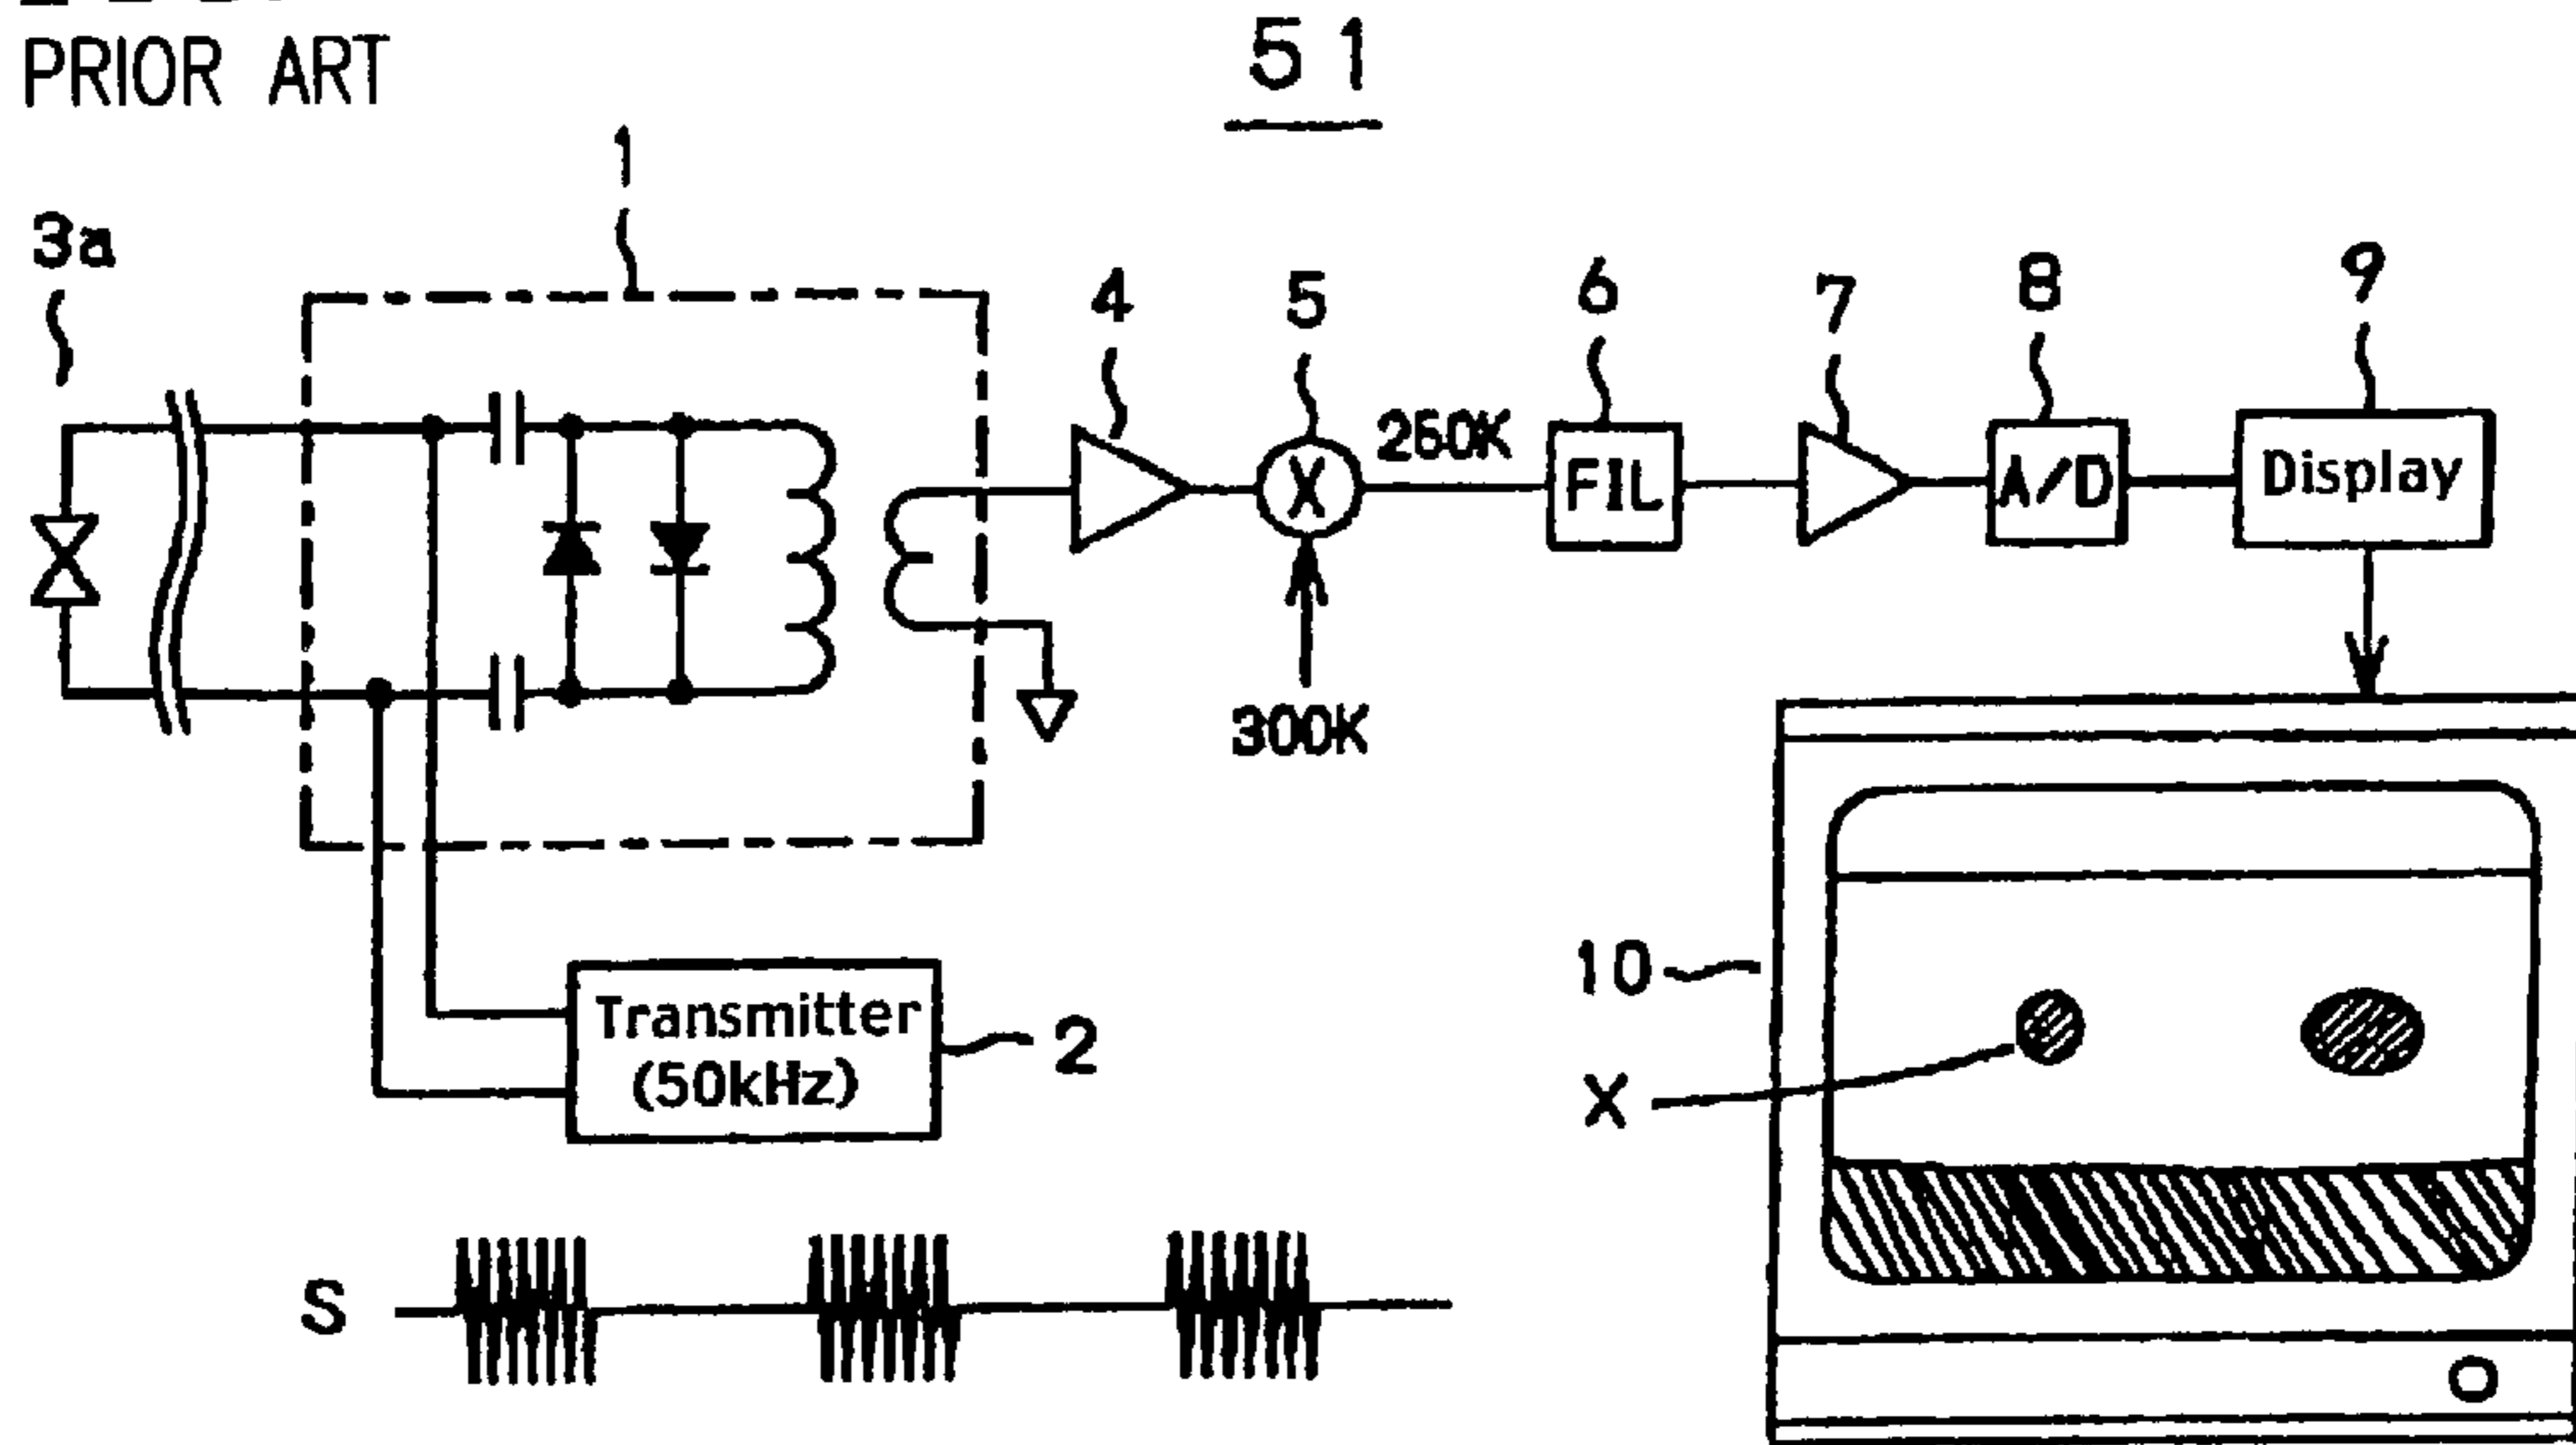 PRIOR ART
51
1
3a
4
5
6
7
8
9
260K
X
FIL
A/D
Display
300K
10
Transmitter
(50kHz)
2
X
S